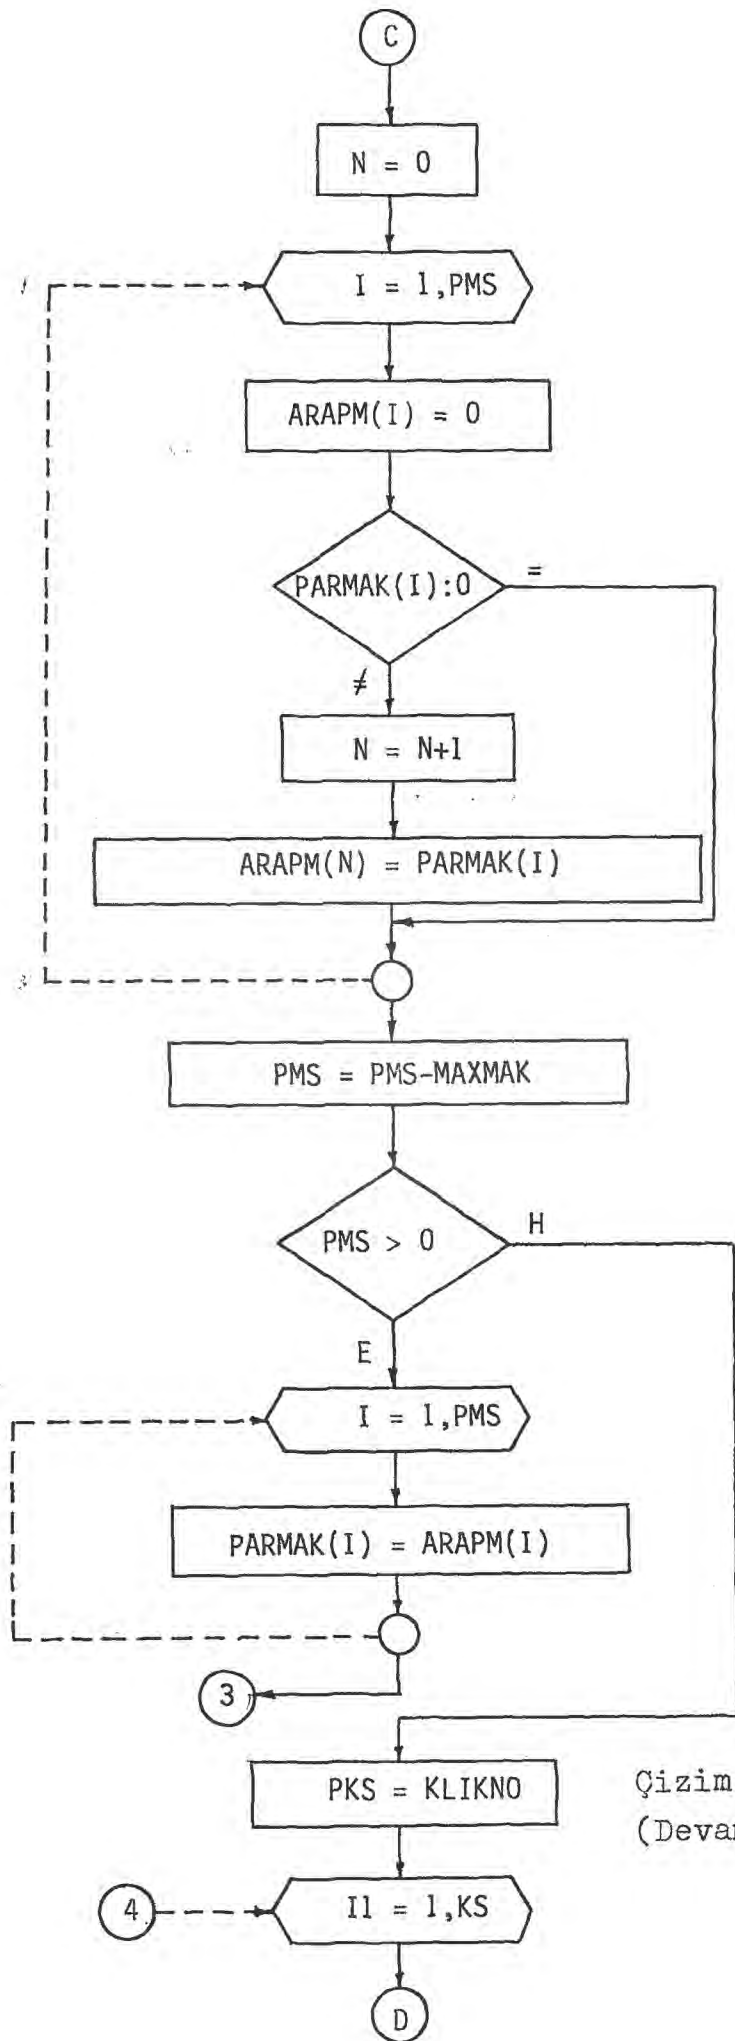 C
N = 0
I = 1,PMS
ARAPM(I) = 0
PARMAK(I):0
=
≠
N = N+1
ARAPM(N) = PARMAK(I)
PMS = PMS-MAXMAK
PMS > 0
H
E
I = 1,PMS
PARMAK(I) = ARAPM(I)
3
PKS = KLIKNO
Çizim
(Devam
4
I1 = 1,KS
D